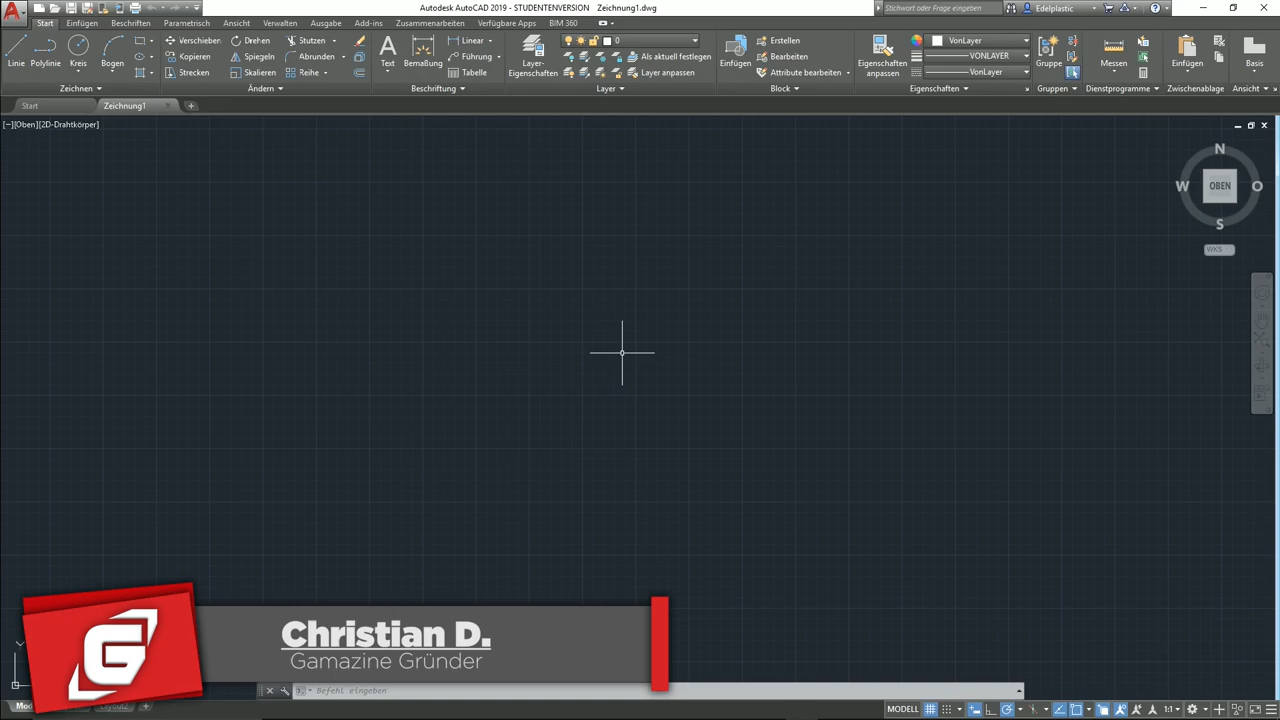 Autodesk AutoCAD 2019 - STUDENTENVERSION Zeichnung1.dwg
Stichwort oder Frage eingeben
Edelplastic
Start Einfügen Beschriften Parametrisch Ansicht Verwalten Ausgabe Add-ins Zusammenarbeiten Verfügbare Apps BIM 360
Linie Polylinie Kreis Bogen
Verschieben Drehen Stutzen
Kopieren Spiegeln Abrunden
Strecken Skalieren Reihe
Text Bemaßung
Linear
Führung
Tabelle
Layer-
Eigenschaften
0
Als aktuell festlegen
Layer anpassen
Einfügen
Erstellen
Bearbeiten
Attribute bearbeiten
Eigenschaften
anpassen
VonLayer
VONLAYER
VonLayer
Gruppe
Messen
Einfügen
Basis
Zeichnen Ändern Beschriftung Layer Block Eigenschaften Gruppen Dienstprogramme Zwischenablage Ansicht
Start Zeichnung1
[−][Oben][2D-Drahtkörper]
N
W OBEN O
S
WKS
G
Christian D.
Gamazine Gründer
Befehl eingeben
Layout2
MODELL
1:1